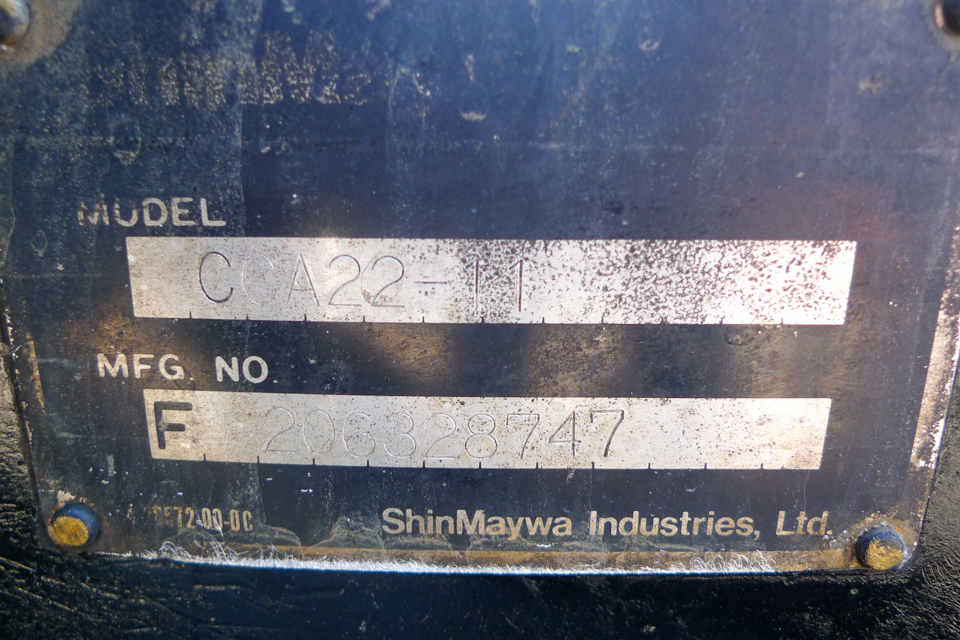 MODEL
CCA22-11
MFG. NO
F 206328747
ShinMaywa Industries, Ltd.